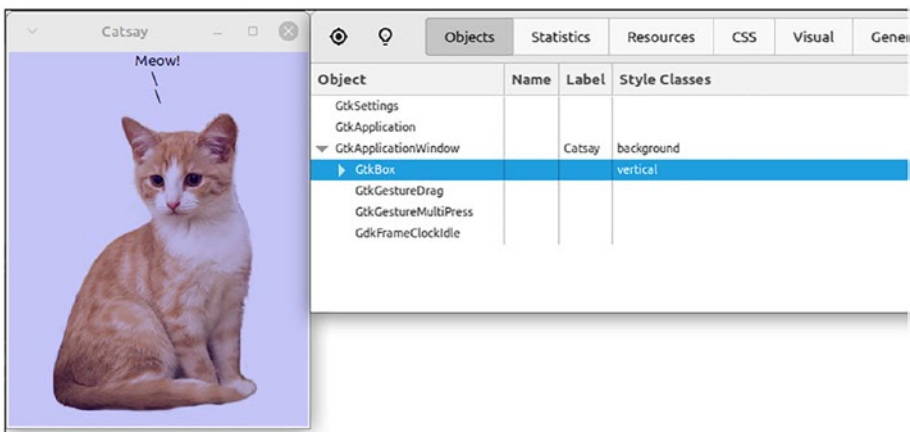 Catsay
Meow!
\
\
Objects Statistics Resources CSS Visual
Object Name Label Style Classes
GtkSettings
GtkApplication
GtkApplicationWindow Catsay background
GtkBox vertical
GtkGestureDrag
GtkGestureMultiPress
GdkFrameClockIdle